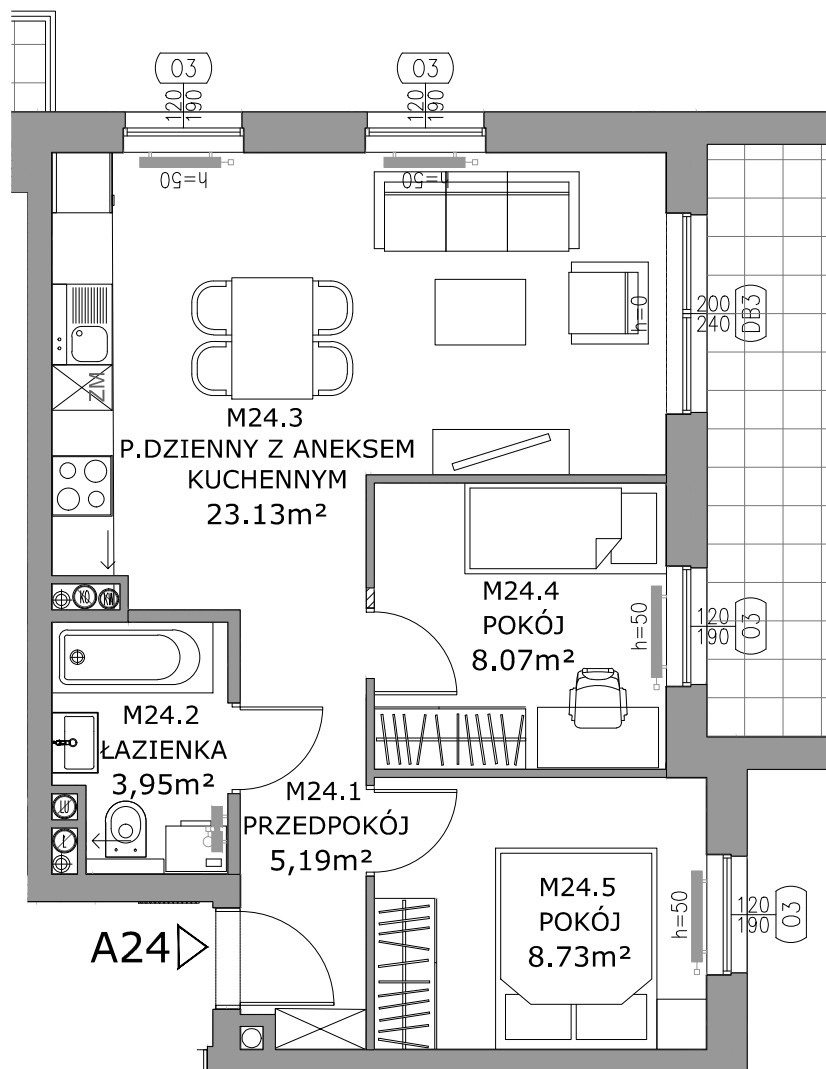 03
120
190
03
120
190
h=50
h=50
200
240
DB3
h=0
ZM
M24.3
P.DZIENNY Z ANEKSEM
KUCHENNYM
23.13m²
KO
KW
M24.4
POKÓJ
8.07m²
h=50
120
190
03
M24.2
ŁAZIENKA
3,95m²
M24.1
PRZEDPOKÓJ
5,19m²
M24.5
POKÓJ
8.73m²
h=50
120
190
03
A24